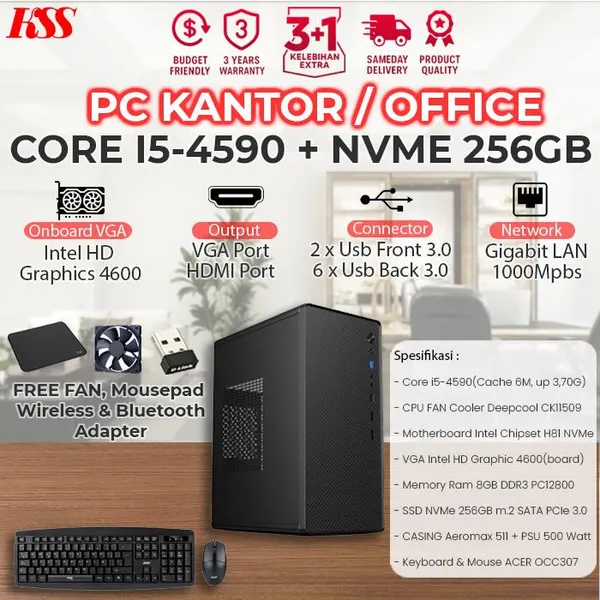 KSS
BUDGET
FRIENDLY
3
3 YEARS
WARRANTY
3+1
KELEBIHAN
EXTRA
SAMEDAY
DELIVERY
PRODUCT
QUALITY
PC KANTOR / OFFICE
CORE I5-4590 + NVME 256GB
Onboard VGA
Intel HD
Graphics 4600
Output
VGA Port
HDMI Port
Connector
2 x Usb Front 3.0
6 x Usb Back 3.0
Network
Gigabit LAN
1000Mpbs
FREE FAN, Mousepad
Wireless & Bluetooth
Adapter
Spesifikasi :
- Core i5-4590(Cache 6M, up 3,70G)
- CPU FAN Cooler Deepcool CK11509
- Motherboard Intel Chipset H81 NVMe
- VGA Intel HD Graphic 4600(board)
- Memory Ram 8GB DDR3 PC12800
- SSD NVMe 256GB m.2 SATA PCIe 3.0
- CASING Aeromax 511 + PSU 500 Watt
- Keyboard & Mouse ACER OCC307